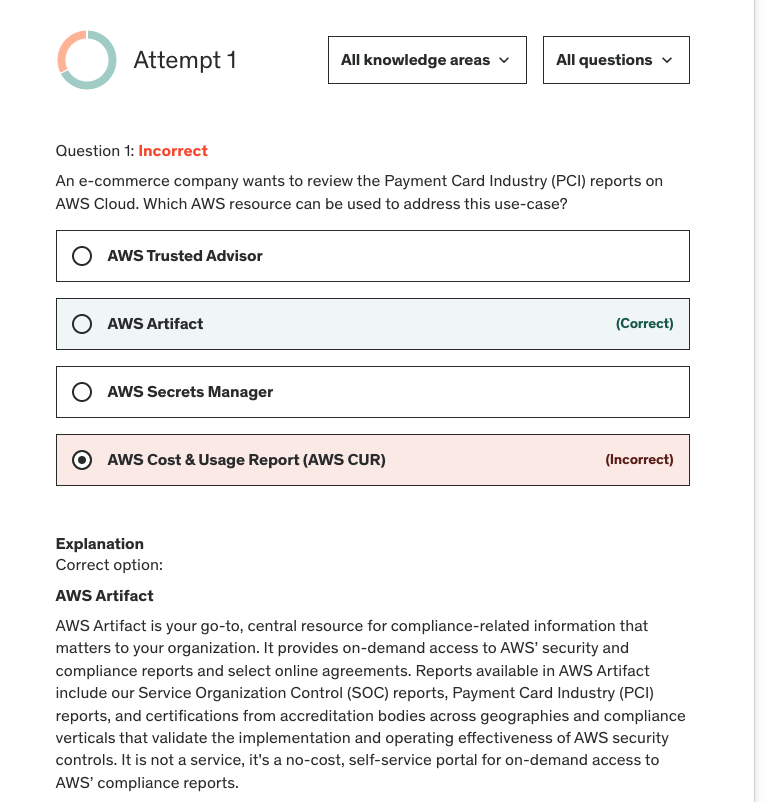 Attempt 1
All knowledge areas
All questions
Question 1: Incorrect
An e-commerce company wants to review the Payment Card Industry (PCI) reports on
AWS Cloud. Which AWS resource can be used to address this use-case?
AWS Trusted Advisor
AWS Artifact (Correct)
AWS Secrets Manager
AWS Cost & Usage Report (AWS CUR) (Incorrect)
Explanation
Correct option:
AWS Artifact
AWS Artifact is your go-to, central resource for compliance-related information that
matters to your organization. It provides on-demand access to AWS’ security and
compliance reports and select online agreements. Reports available in AWS Artifact
include our Service Organization Control (SOC) reports, Payment Card Industry (PCI)
reports, and certifications from accreditation bodies across geographies and compliance
verticals that validate the implementation and operating effectiveness of AWS security
controls. It is not a service, it's a no-cost, self-service portal for on-demand access to
AWS’ compliance reports.